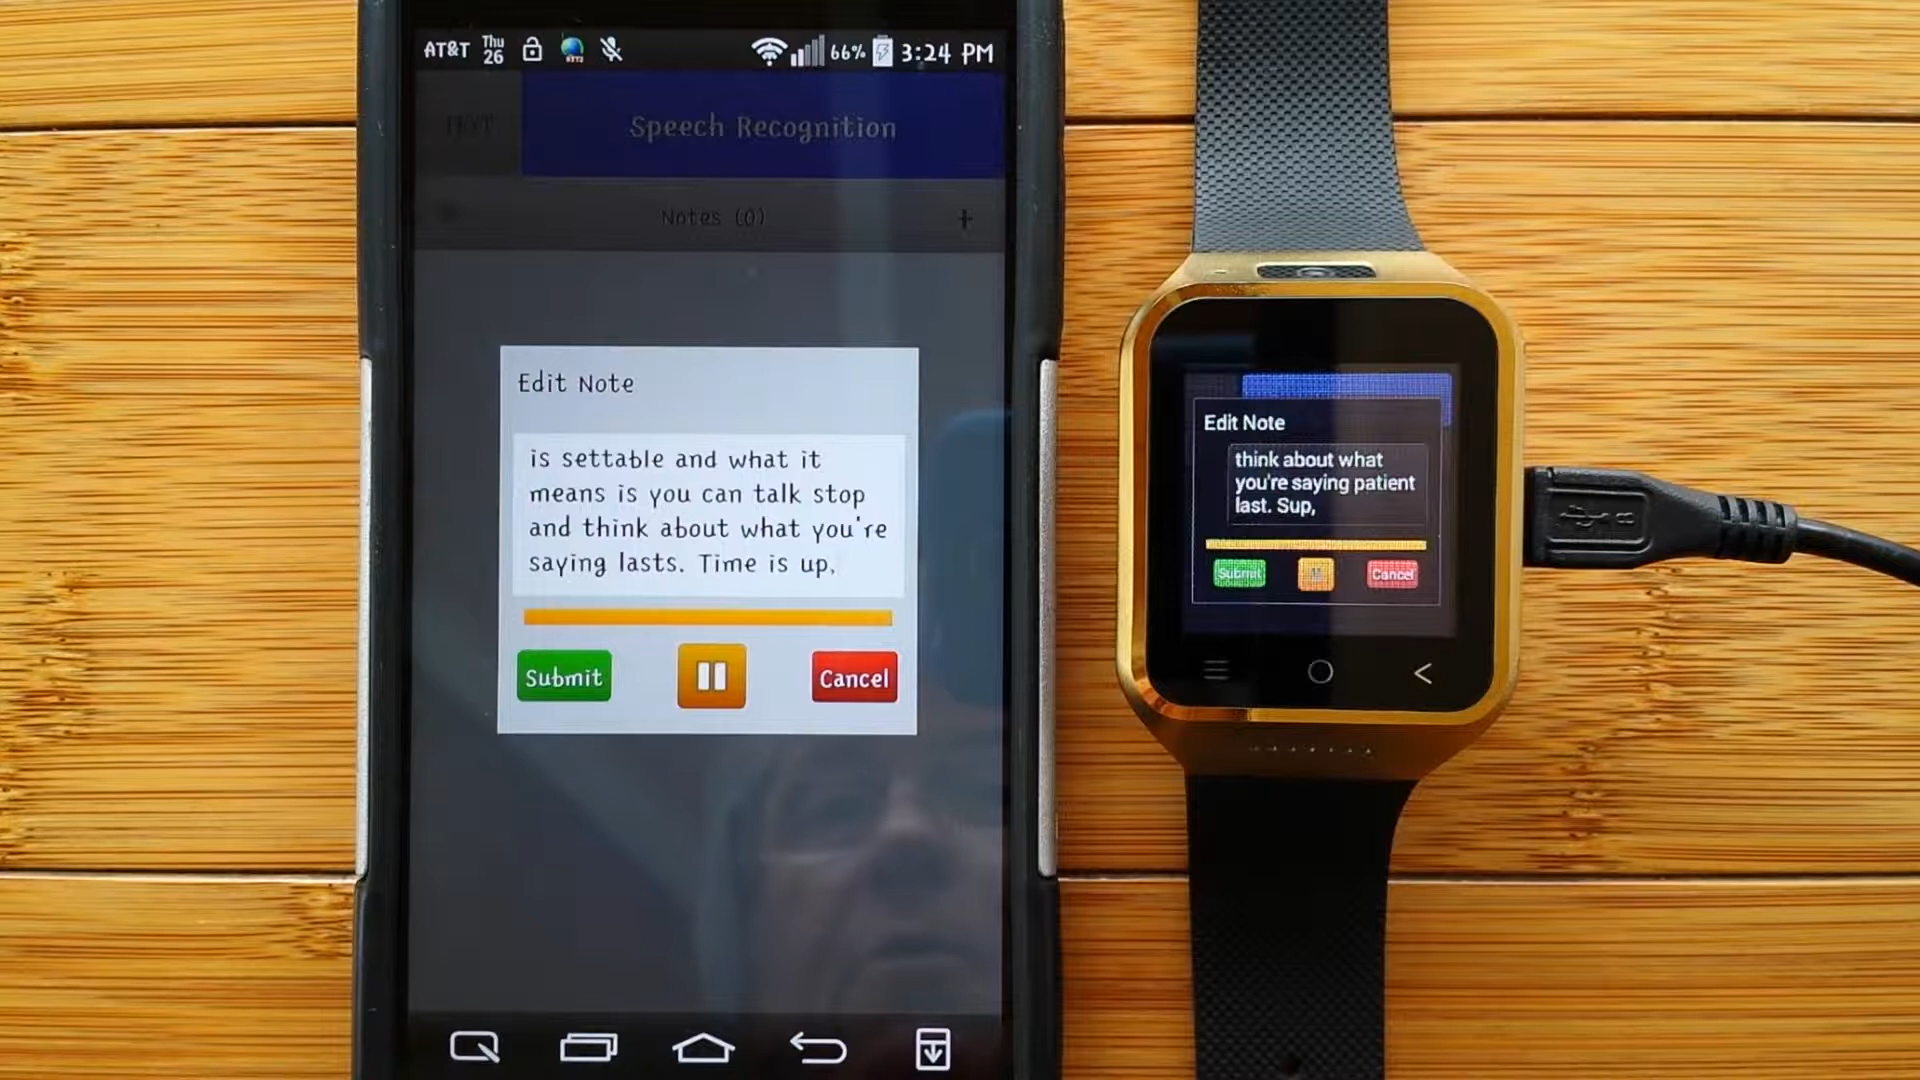 AT&T Thu 26 66% 3:24 PM
TEXT
Speech Recognition
Notes (0) +
Edit Note
is settable and what it
means is you can talk stop
and think about what you're
saying lasts. Time is up,
Submit
Cancel
Edit Note
think about what
you're saying patient
last. Sup,
Submit
Cancel